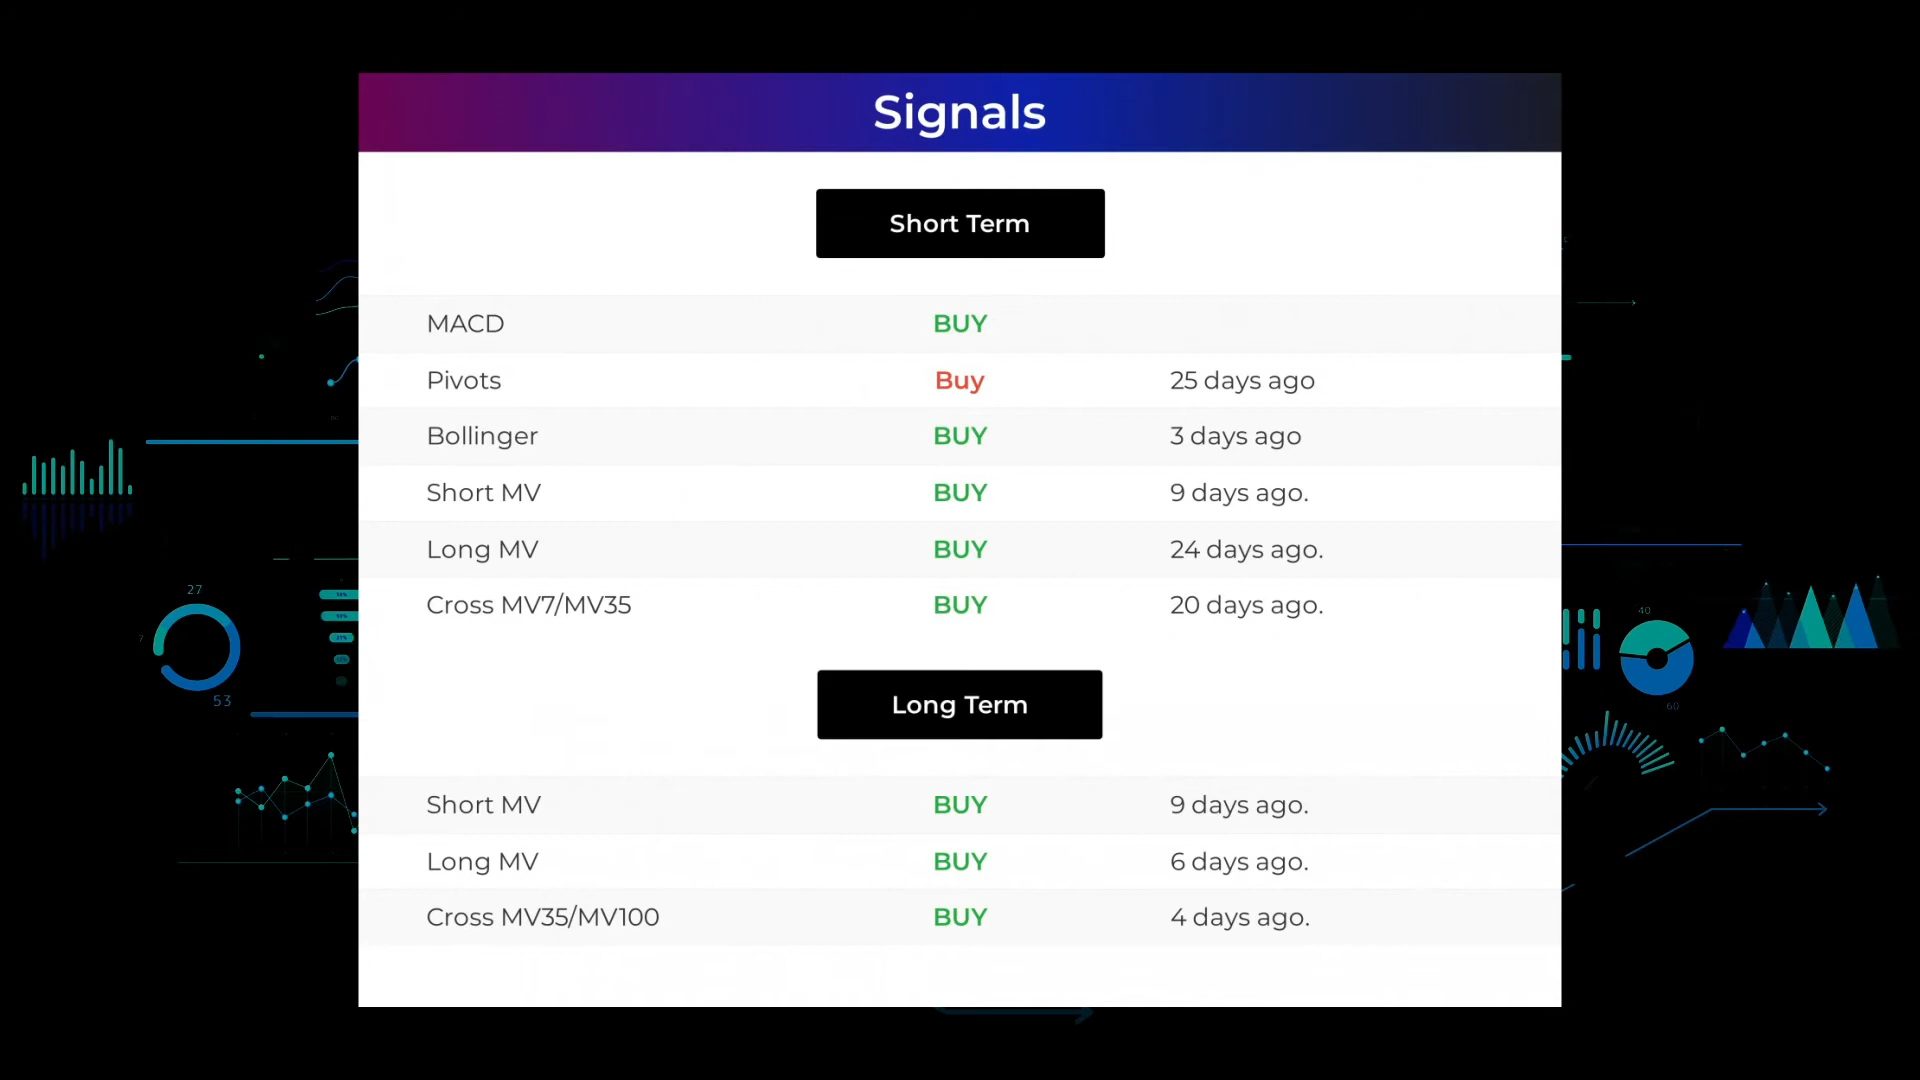 Signals
Short Term
MACD BUY
Pivots Buy 25 days ago
Bollinger BUY 3 days ago
Short MV BUY 9 days ago.
Long MV BUY 24 days ago.
Cross MV7/MV35 BUY 20 days ago.
27
7
53
40
60
Long Term
Short MV BUY 9 days ago.
Long MV BUY 6 days ago.
Cross MV35/MV100 BUY 4 days ago.